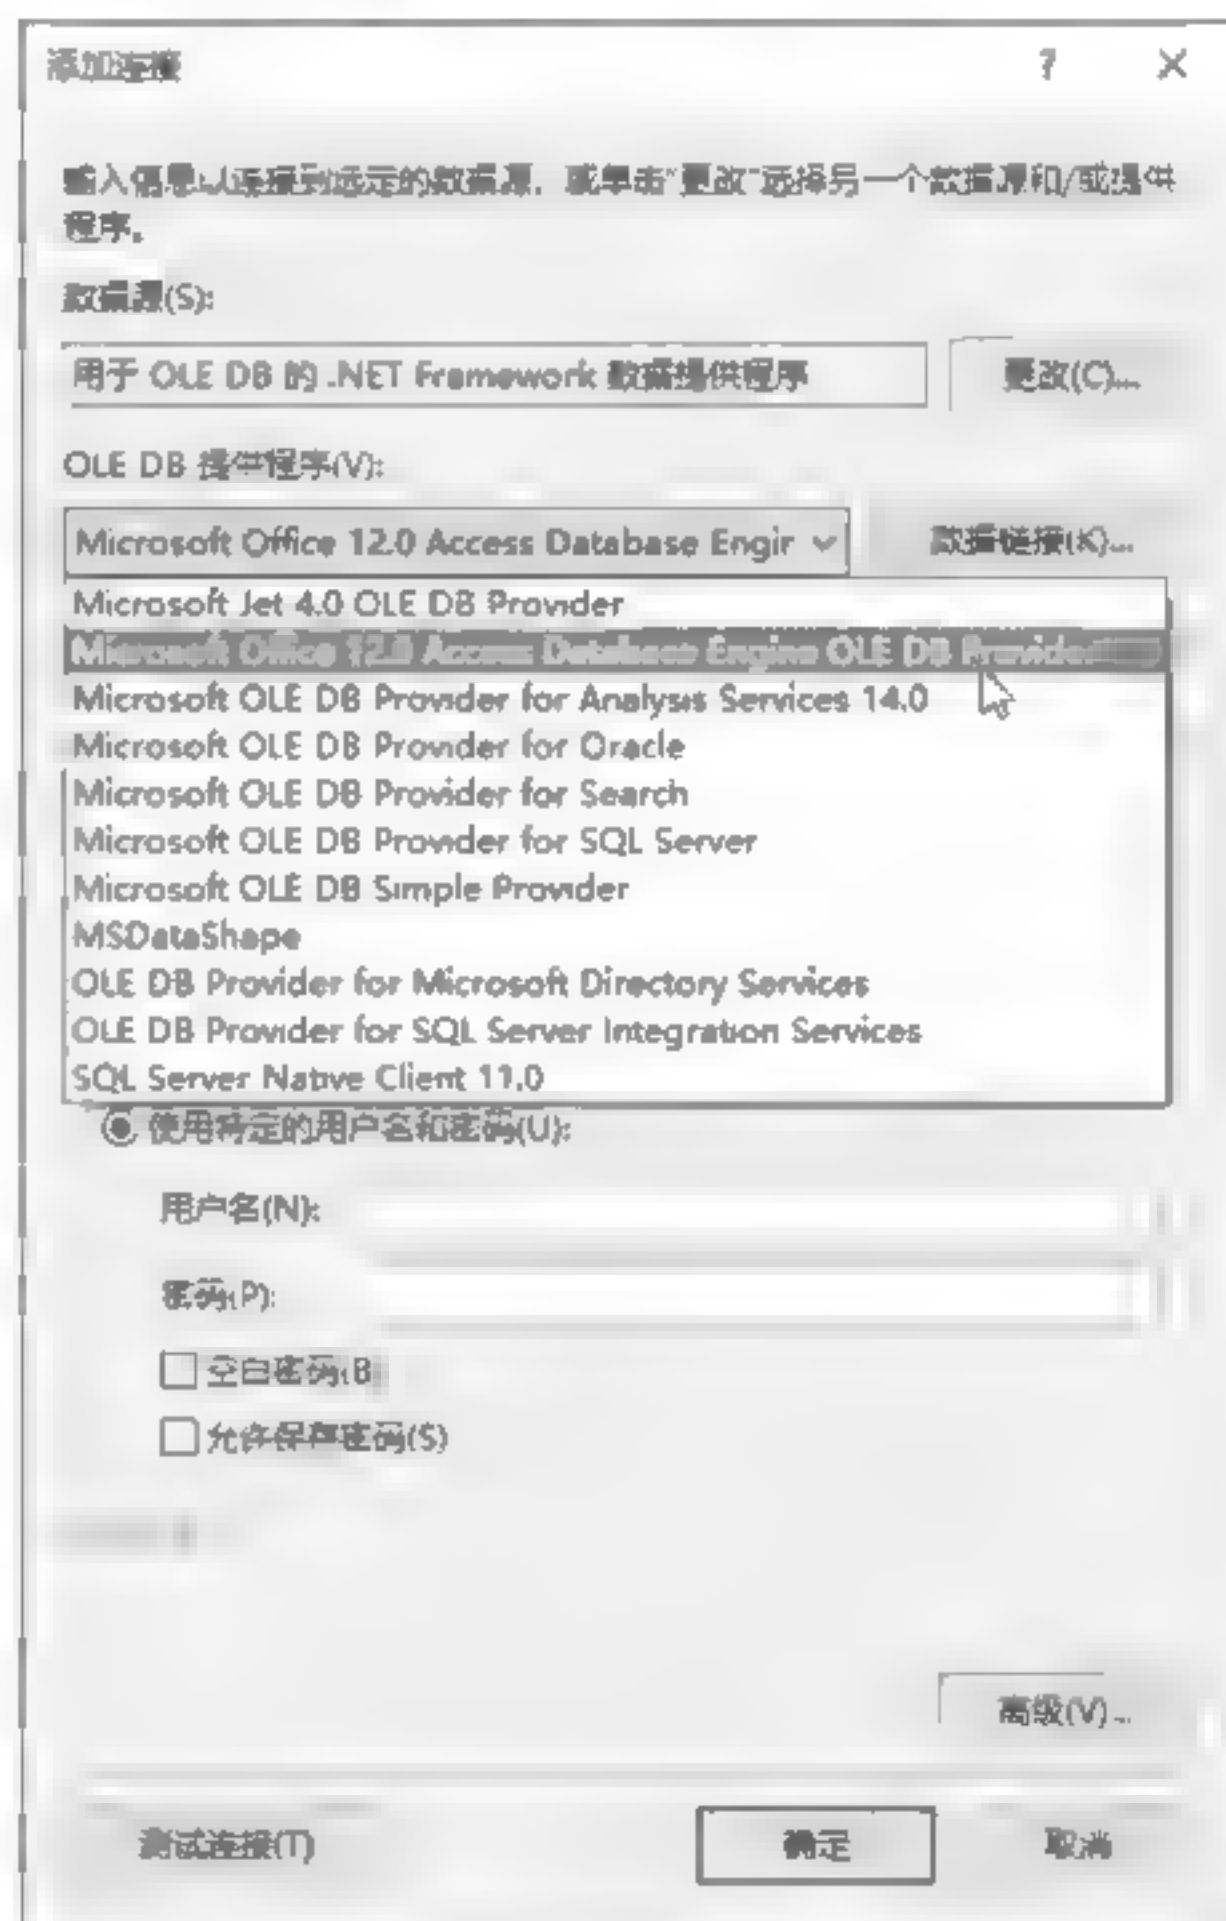 添加连接
?
输入信息以连接到选定的数据源,或单击"更改"选择另一个数据源和/或提供
程序。
数据源(S):
用于 OLE DB 的 .NET Framework 数据提供程序
更改(C)...
OLE DB 提供程序(V):
Microsoft Office 12.0 Access Database Engir
数据链接(K)...
Microsoft Jet 4.0 OLE DB Provider
Microsoft Office 12.0 Access Database Engine OLE DB Provider
Microsoft OLE DB Provider for Analysis Services 14.0
Microsoft OLE DB Provider for Oracle
Microsoft OLE DB Provider for Search
Microsoft OLE DB Provider for SQL Server
Microsoft OLE DB Simple Provider
MSDataShape
OLE DB Provider for Microsoft Directory Services
OLE DB Provider for SQL Server Integration Services
SQL Server Native Client 11.0
使用特定的用户名和密码(U):
用户名(N):
密码(P):
空白密码(B)
允许保存密码(S)
高级(V)...
测试连接(T)
确定
取消